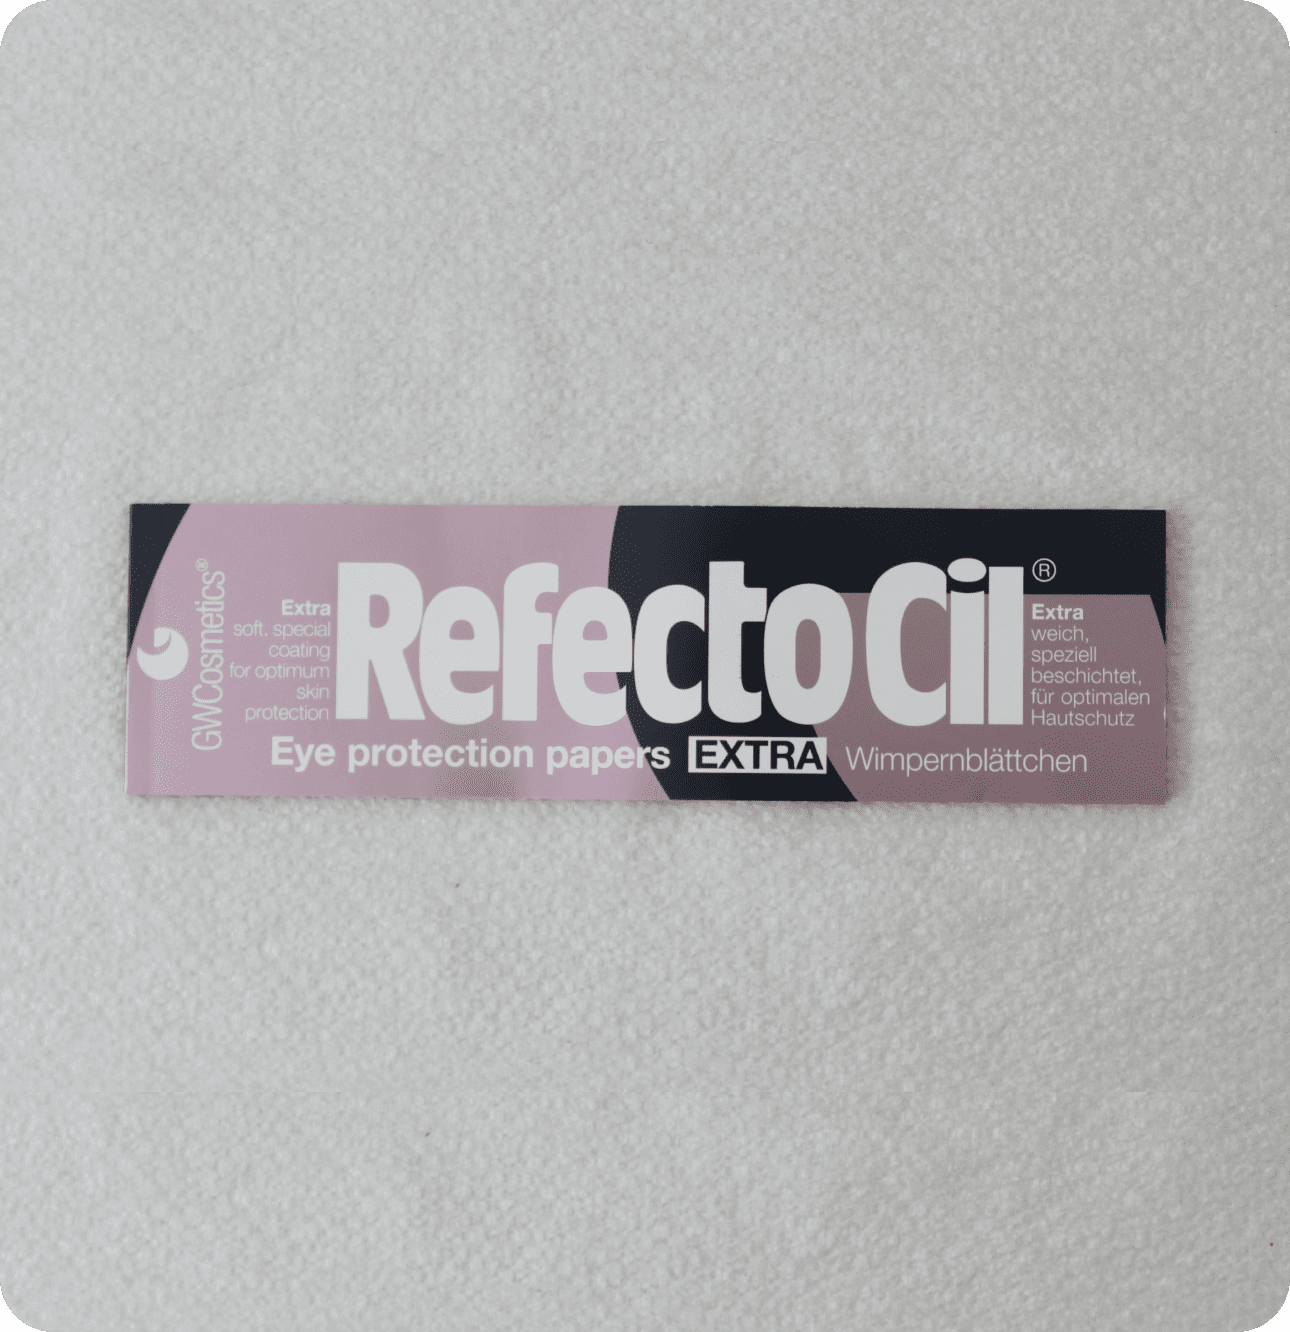 GWCosmetics®
Extra
soft, special
coating
for optimum
skin
protection
RefectoCil®
Extra
weich,
speziell
beschichtet,
für optimalen
Hautschutz
Eye protection papers EXTRA Wimpernblättchen